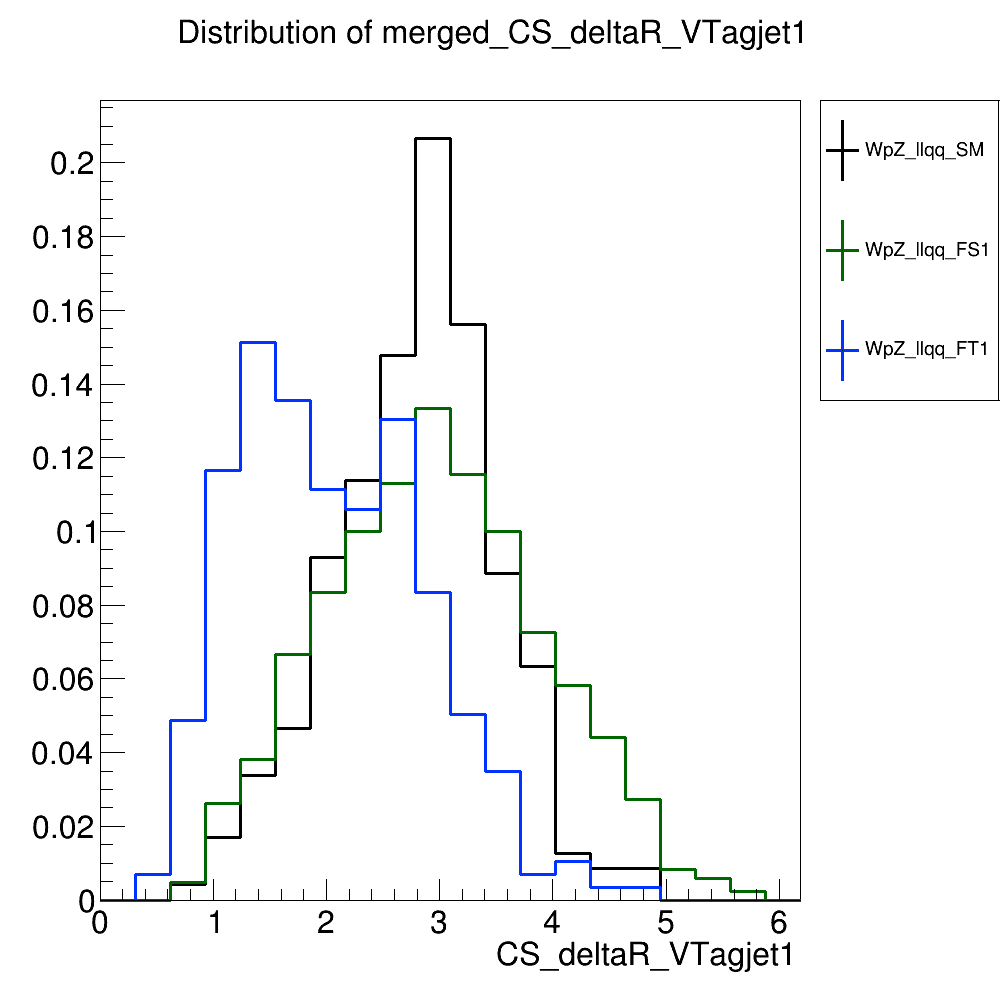 Distribution of merged_CS_deltaR_VTagjet1
WpZ_llqq_SM
WpZ_llqq_FS1
WpZ_llqq_FT1
0.2
0.18
0.16
0.14
0.12
0.1
0.08
0.06
0.04
0.02
0
0 1 2 3 4 5 6
CS_deltaR_VTagjet1